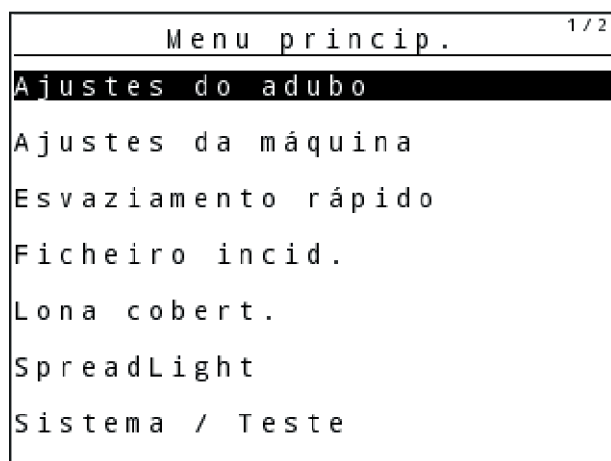 Menu princip.
1/2
Ajustes do adubo
Ajustes da máquina
Esvaziamento rápido
Ficheiro incid.
Lona cobert.
SpreadLight
Sistema / Teste